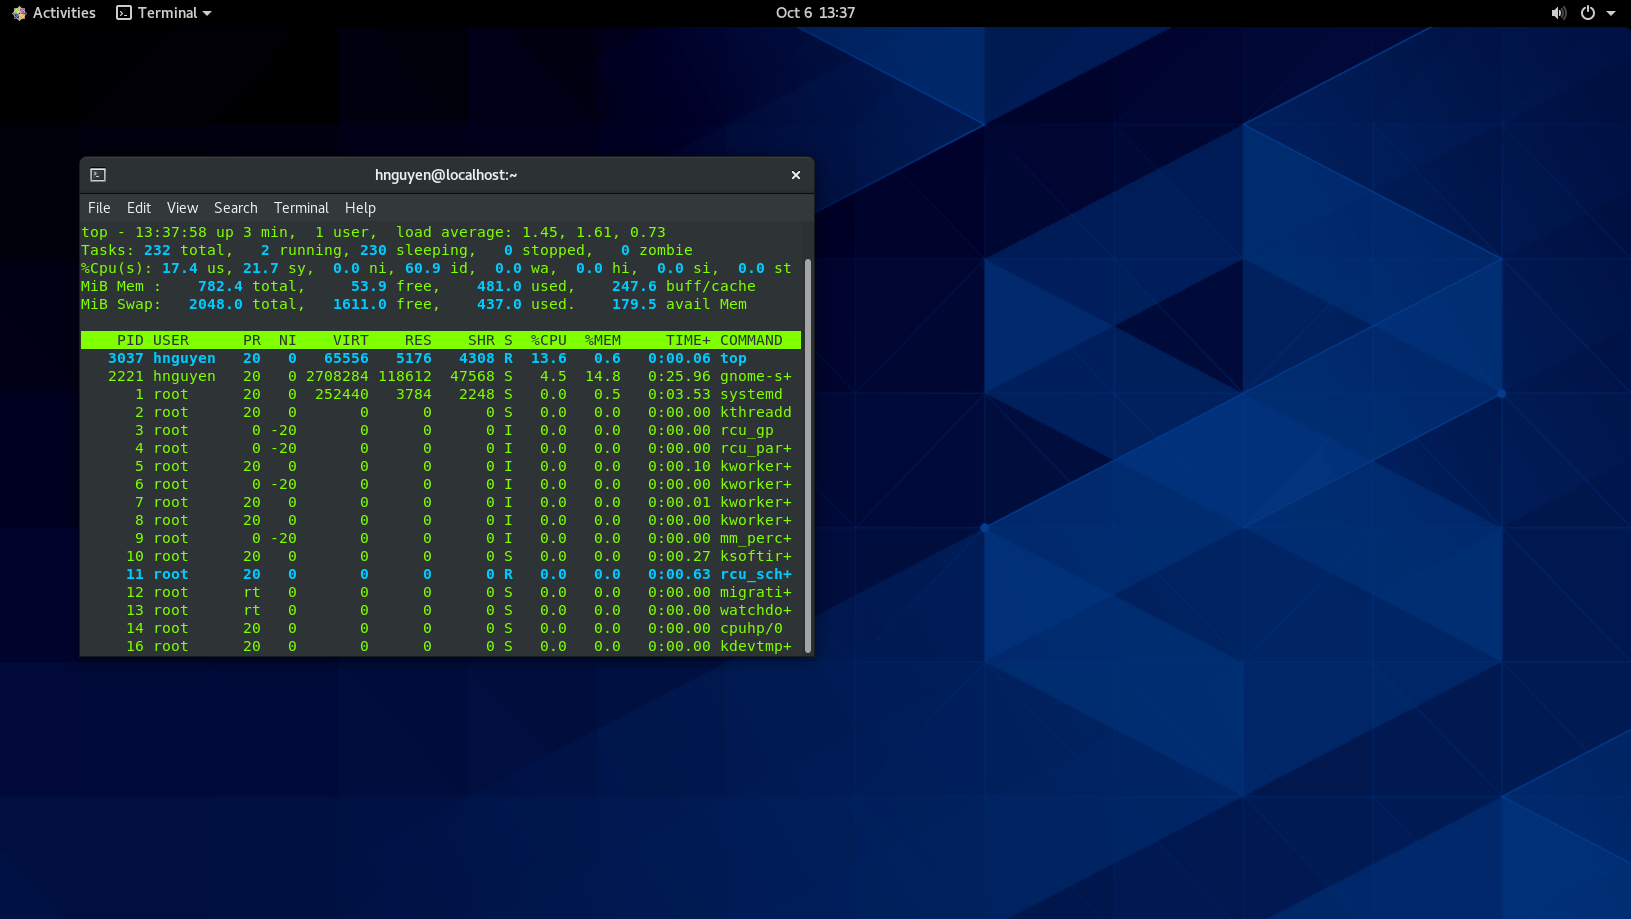 Activities Terminal Oct 6 13:37
hnguyen@localhost:~
File Edit View Search Terminal Help
top - 13:37:58 up 3 min,  1 user,  load average: 1.45, 1.61, 0.73
Tasks: 232 total,   2 running, 230 sleeping,   0 stopped,   0 zombie
%Cpu(s): 17.4 us, 21.7 sy,  0.0 ni, 60.9 id,  0.0 wa,  0.0 hi,  0.0 si,  0.0 st
MiB Mem :    782.4 total,     53.9 free,    481.0 used,    247.6 buff/cache
MiB Swap:   2048.0 total,   1611.0 free,    437.0 used.    179.5 avail Mem
PID USER      PR  NI    VIRT    RES    SHR S  %CPU  %MEM     TIME+ COMMAND
3037 hnguyen   20   0   65556   5176   4308 R  13.6   0.6   0:00.06 top
2221 hnguyen   20   0 2708284 118612  47568 S   4.5  14.8   0:25.96 gnome-s+
1 root      20   0  252440   3784   2248 S   0.0   0.5   0:03.53 systemd
2 root      20   0       0      0      0 S   0.0   0.0   0:00.00 kthreadd
3 root       0 -20       0      0      0 I   0.0   0.0   0:00.00 rcu_gp
4 root       0 -20       0      0      0 I   0.0   0.0   0:00.00 rcu_par+
5 root      20   0       0      0      0 I   0.0   0.0   0:00.10 kworker+
6 root       0 -20       0      0      0 I   0.0   0.0   0:00.00 kworker+
7 root      20   0       0      0      0 I   0.0   0.0   0:00.01 kworker+
8 root      20   0       0      0      0 I   0.0   0.0   0:00.00 kworker+
9 root       0 -20       0      0      0 I   0.0   0.0   0:00.00 mm_perc+
10 root      20   0       0      0      0 S   0.0   0.0   0:00.27 ksoftir+
11 root      20   0       0      0      0 R   0.0   0.0   0:00.63 rcu_sch+
12 root      rt   0       0      0      0 S   0.0   0.0   0:00.00 migrati+
13 root      rt   0       0      0      0 S   0.0   0.0   0:00.00 watchdo+
14 root      20   0       0      0      0 S   0.0   0.0   0:00.00 cpuhp/0
16 root      20   0       0      0      0 S   0.0   0.0   0:00.00 kdevtmp+